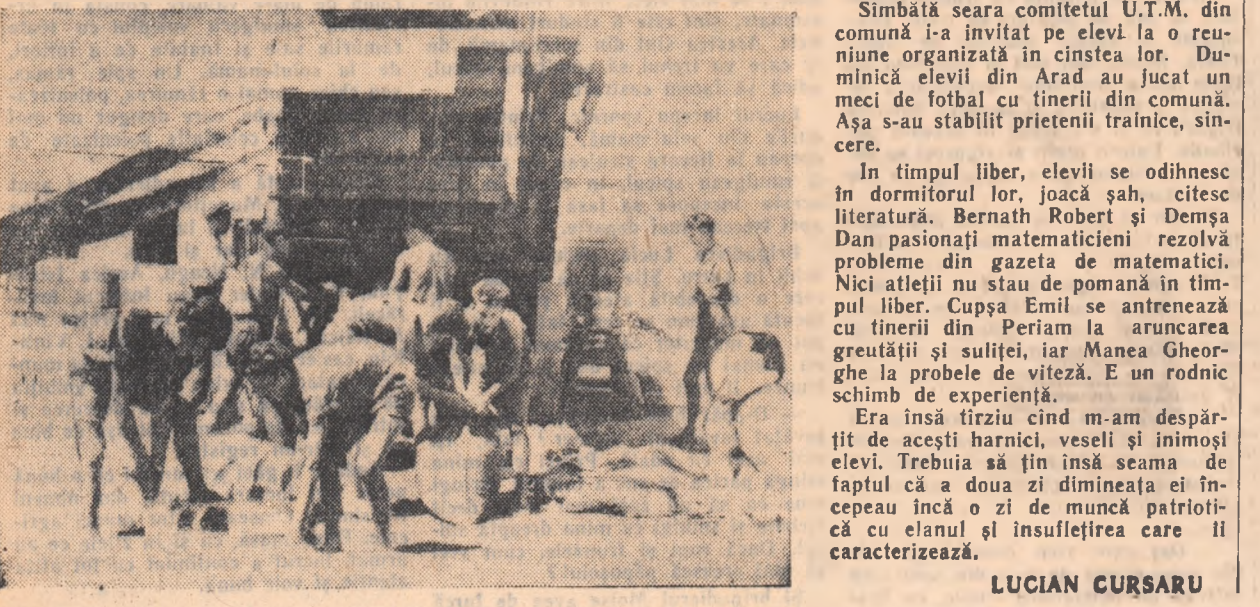 Sîmbătă seara comitetul U.T.M. din
comună i-a invitat pe elevi la o reu-
niune organizată în cinstea lor. Du-
minică elevii din Arad au jucat un
meci de fotbal cu tinerii din comună.
Așa s-au stabilit prietenii trainice, sin-
cere.
In timpul liber, elevii se odihnesc
în dormitorul lor, joacă șah, citesc
literatură. Bernath Robert și Demșa
Dan pasionați matematicieni rezolvă
probleme din gazeta de matematici.
Nici atleții nu stau de pomană în tim-
pul liber. Cupșa Emil se antrenează
cu tinerii din Periam la aruncarea
greutății și suliței, iar Manea Gheor-
ghe la probele de viteză. E un rodnic
schimb de experiență.
Era însă tîrziu cînd m-am despăr-
țit de acești harnici, veseli și inimoși
elevi. Trebuia să țin însă seama de
faptul că a doua zi dimineața ei în-
cepeau încă o zi de muncă patrioti-
că cu elanul și însuflețirea care îi
caracterizează.
LUCIAN CURSARU